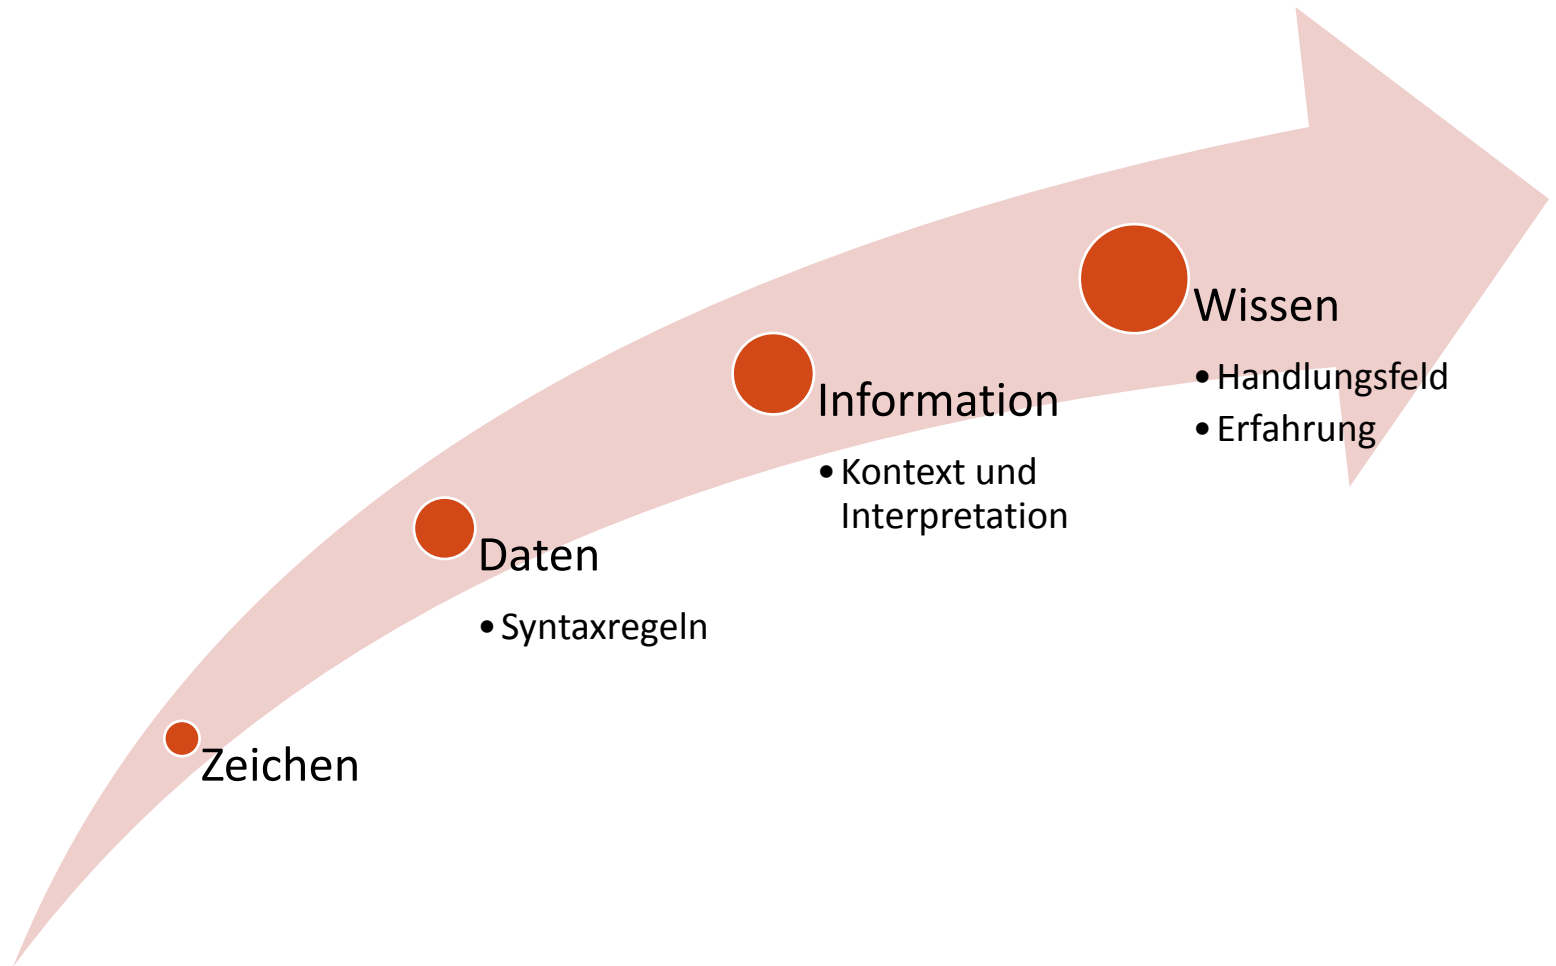 Zeichen
Daten
• Syntaxregeln
Information
• Kontext und
Interpretation
Wissen
• Handlungsfeld
• Erfahrung